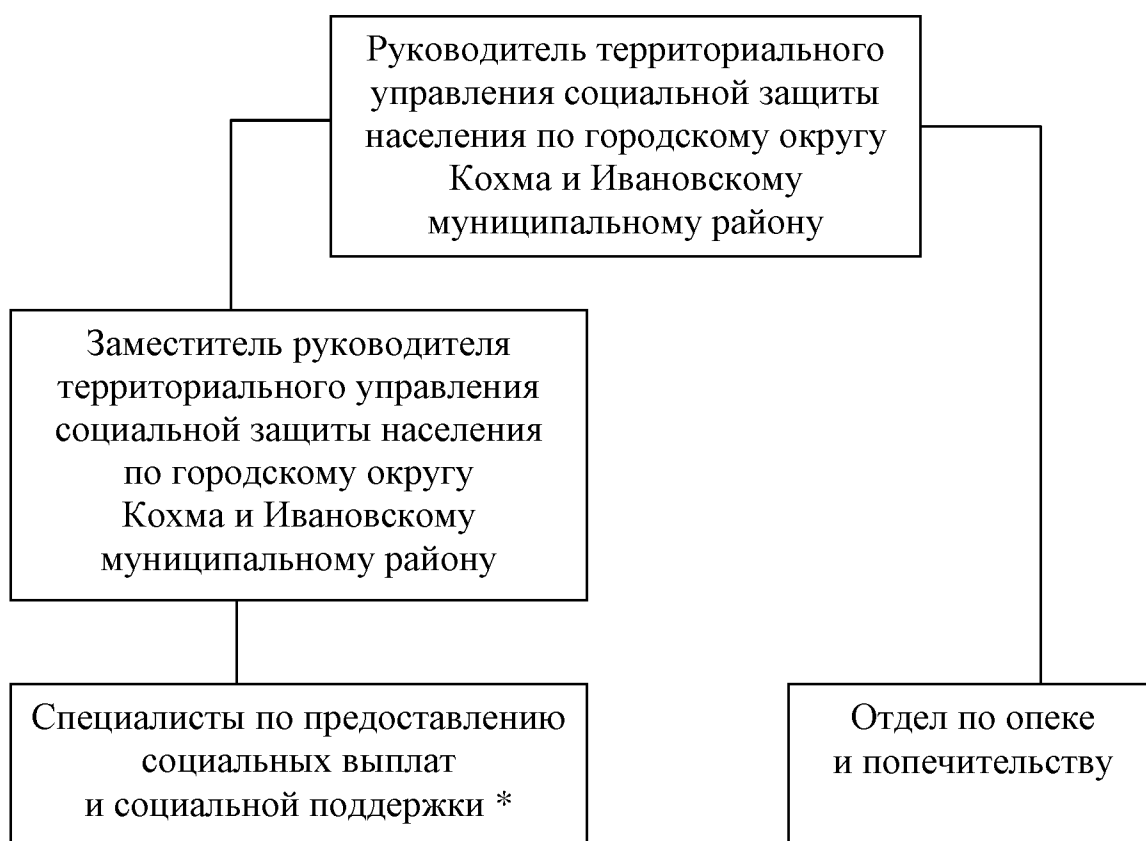 Руководитель территориального
управления социальной защиты
населения по городскому округу
Кохма и Ивановскому
муниципальному району
Заместитель руководителя
территориального управления
социальной защиты населения
по городскому округу
Кохма и Ивановскому
муниципальному району
Специалисты по предоставлению
социальных выплат
и социальной поддержки *
Отдел по опеке
и попечительству